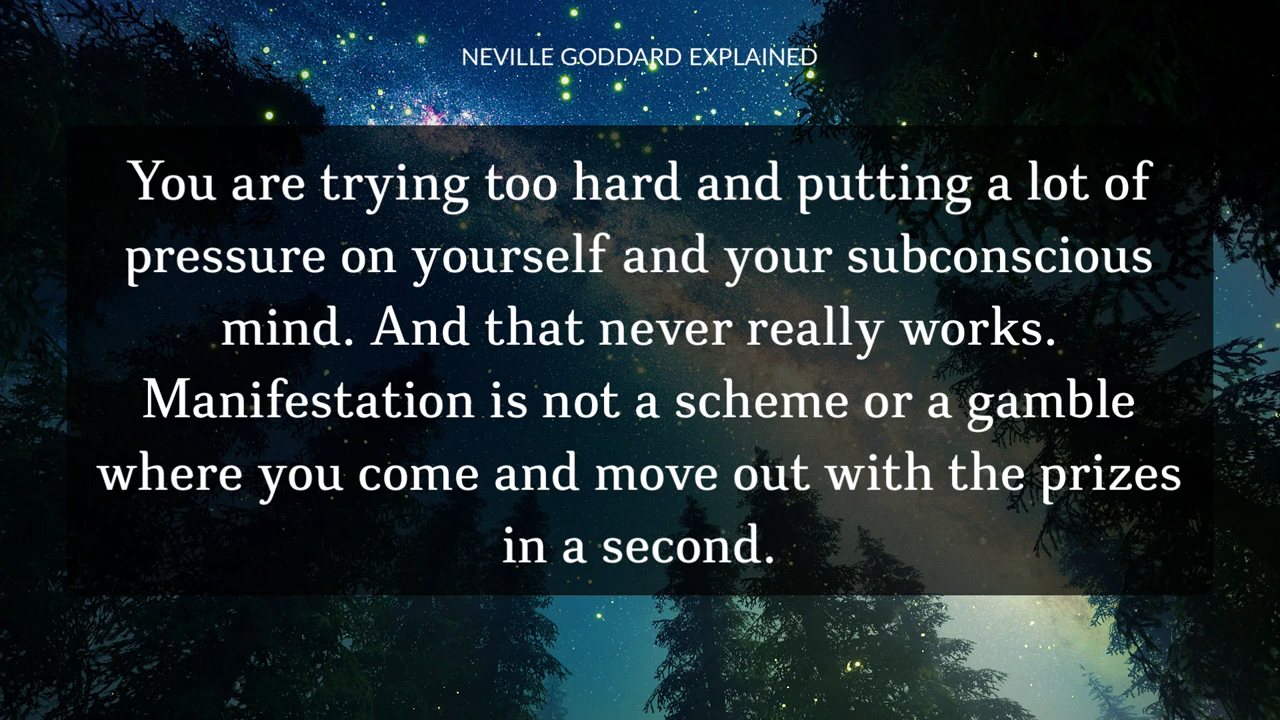 NEVILLE GODDARD EXPLAINED
You are trying too hard and putting a lot of
pressure on yourself and your subconscious
mind. And that never really works.
Manifestation is not a scheme or a gamble
where you come and move out with the prizes
in a second.